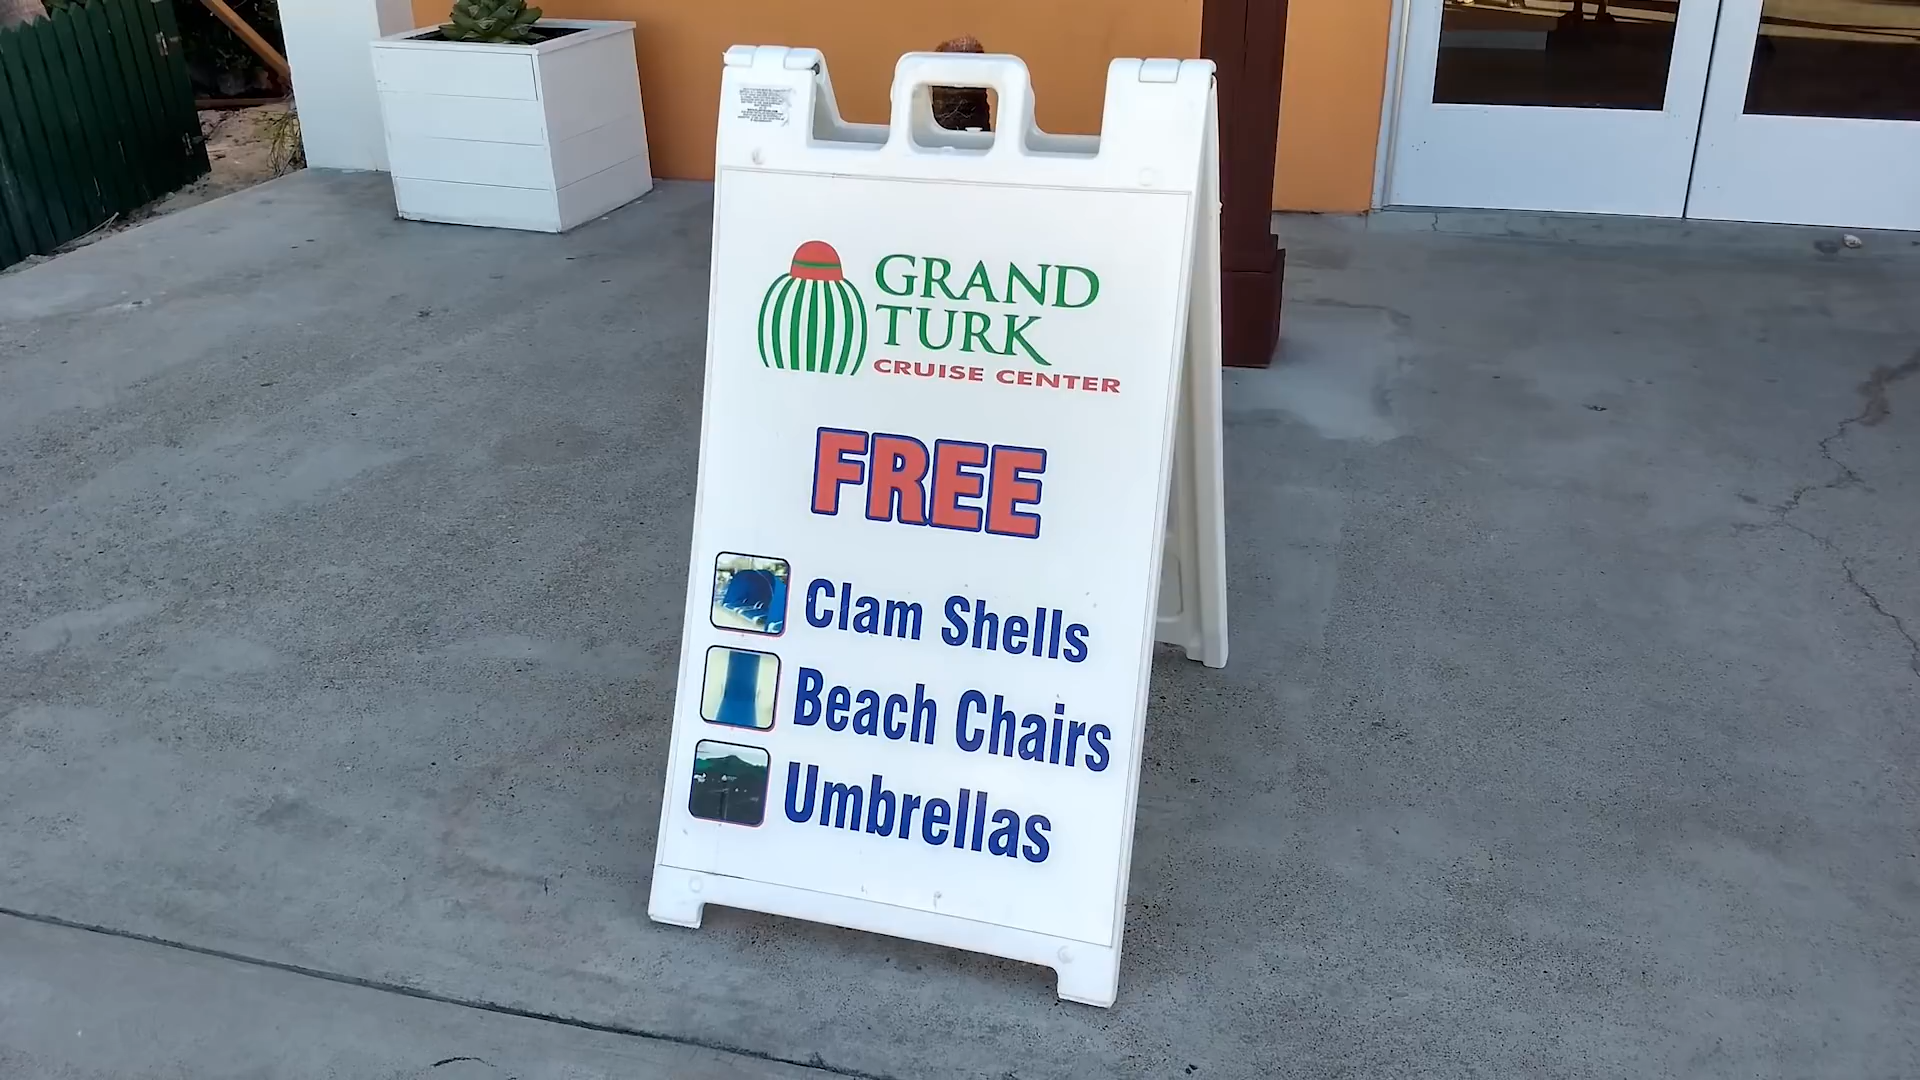 GRAND
TURK
CRUISE CENTER
FREE
Clam Shells
Beach Chairs
Umbrellas